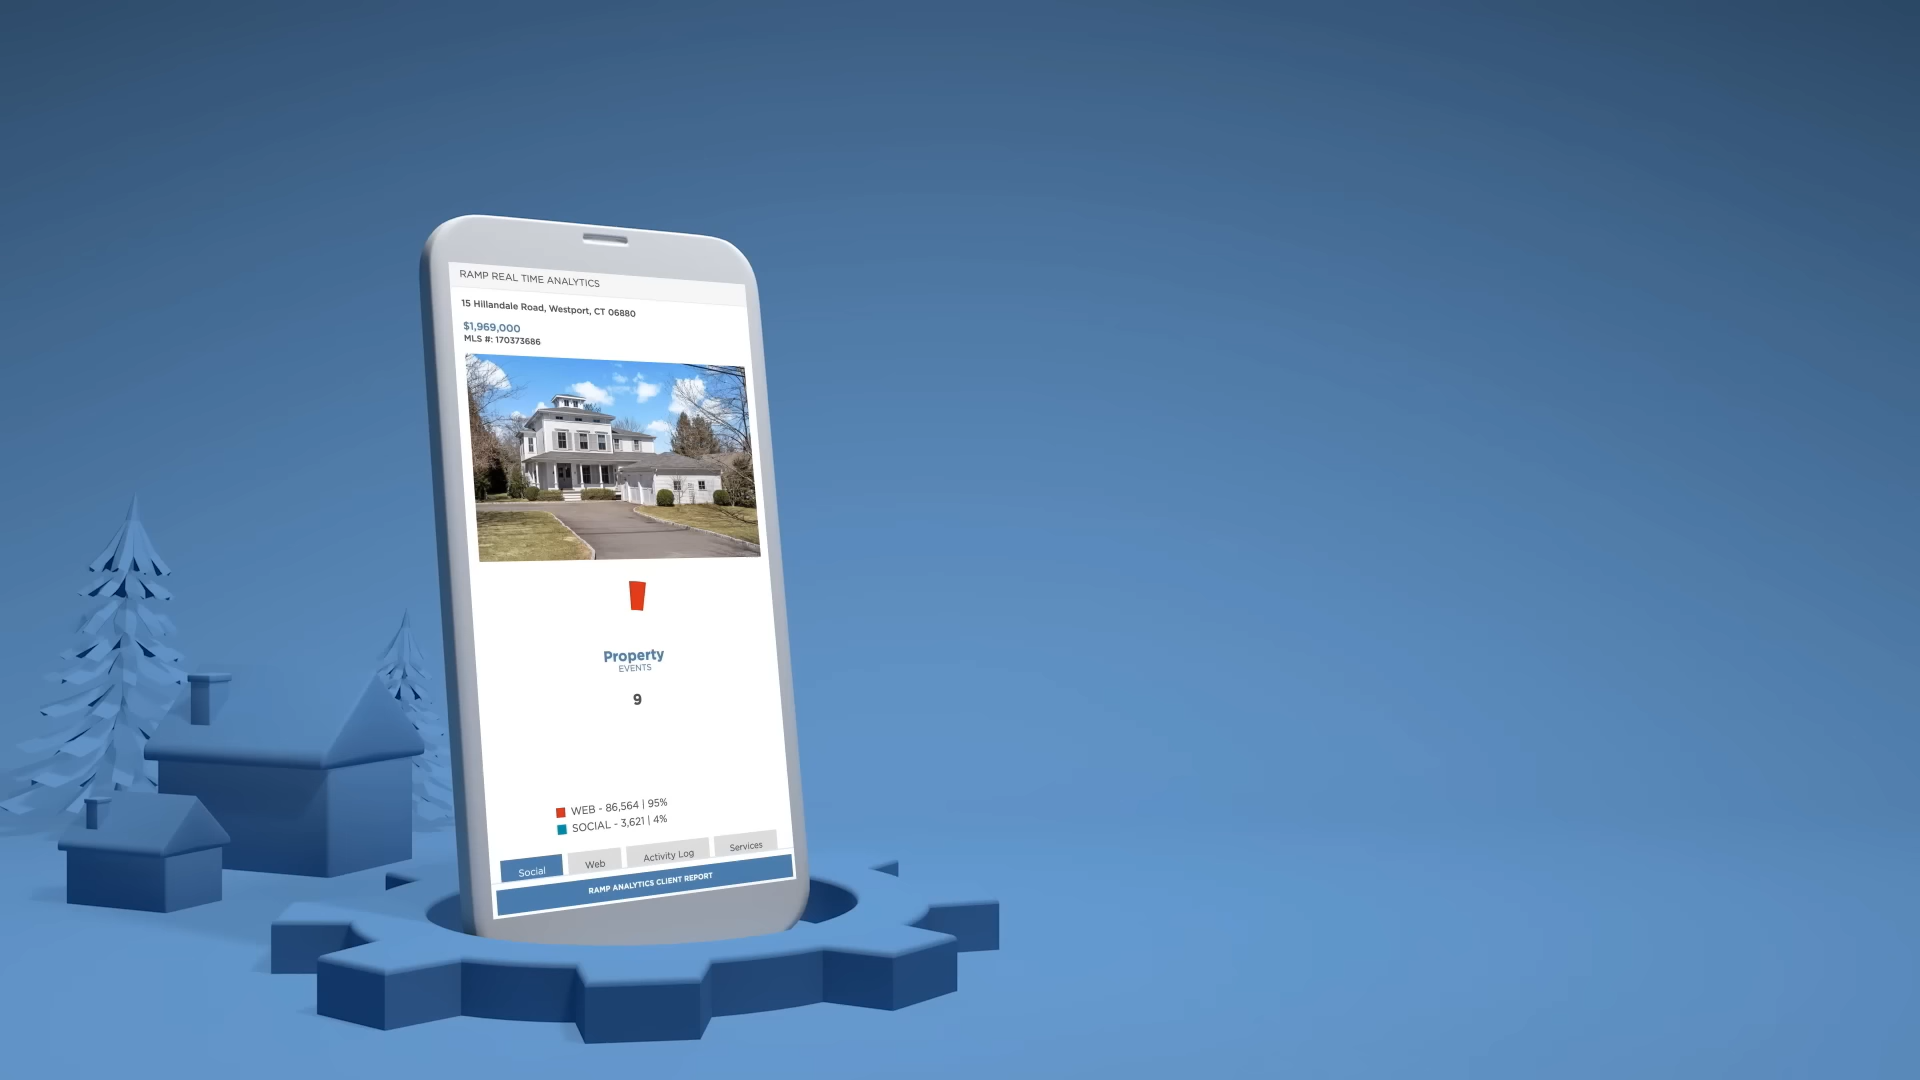 RAMP REAL TIME ANALYTICS
15 Hillandale Road, Westport, CT 06880
$1,969,000
MLS #: 170373686
Property
EVENTS
9
WEB - 86,564 | 95%
SOCIAL - 3,621 | 4%
Social Web Activity Log Services
RAMP ANALYTICS CLIENT REPORT